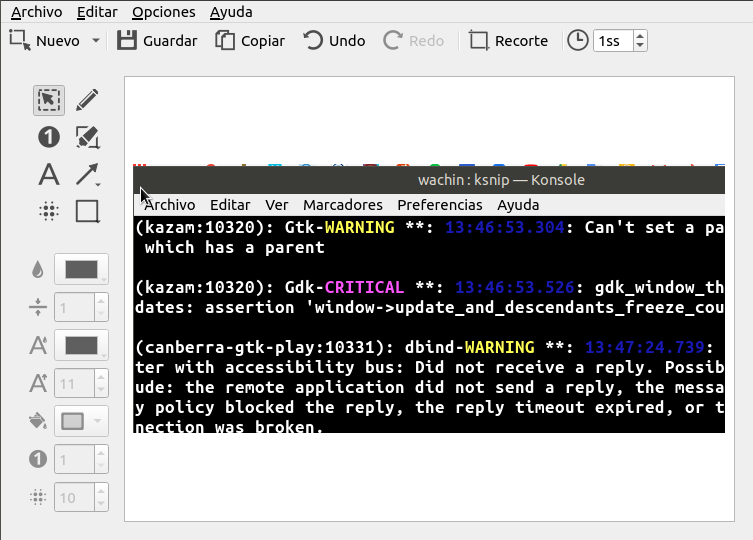 Archivo Editar Opciones Ayuda
Nuevo Guardar Copiar Undo Redo Recorte 1ss
1
A
1
A
A 11
1 1
10
wachin : ksnip — Konsole
Archivo Editar Ver Marcadores Preferencias Ayuda
(kazam:10320): Gtk-WARNING **: 13:46:53.304: Can't set a pa
which has a parent
(kazam:10320): Gdk-CRITICAL **: 13:46:53.526: gdk_window_th
dates: assertion 'window->update_and_descendants_freeze_cou
(canberra-gtk-play:10331): dbind-WARNING **: 13:47:24.739:
ter with accessibility bus: Did not receive a reply. Possib
ude: the remote application did not send a reply, the messa
y policy blocked the reply, the reply timeout expired, or t
nection was broken.